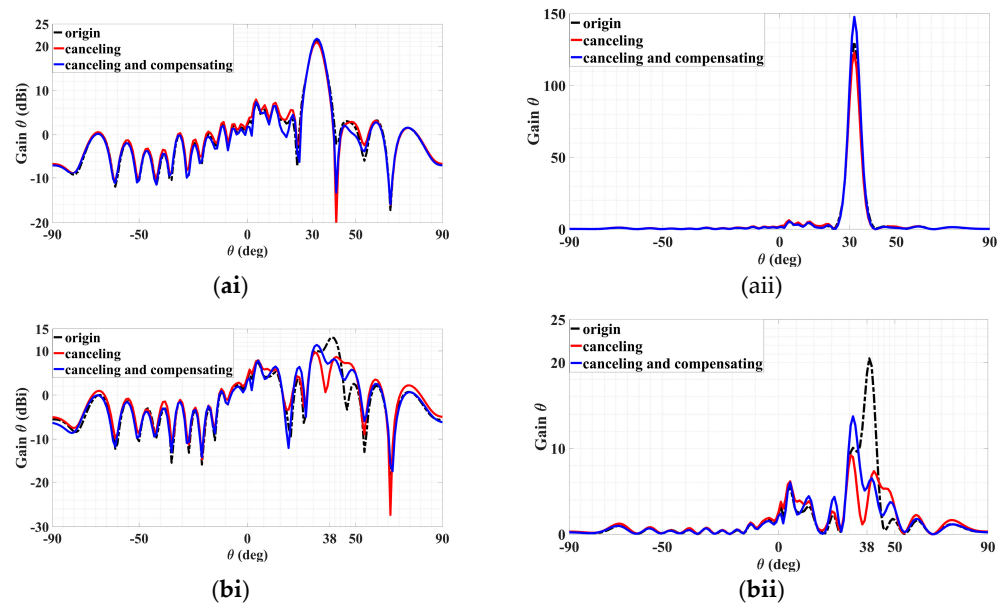 25
20
10
0
-10
-20
Gain θ (dBi)
origin
canceling
canceling and compensating
-90
-50
0
30
50
90
θ (deg)
(ai)
150
100
50
0
Gain θ
origin
canceling
canceling and compensating
-90
-50
0
30
50
90
θ (deg)
(aii)
15
10
0
-10
-20
-30
Gain θ (dBi)
origin
canceling
canceling and compensating
-90
-50
0
38
50
90
θ (deg)
(bi)
25
20
10
0
Gain θ
origin
canceling
canceling and compensating
-90
-50
0
38
50
90
θ (deg)
(bii)